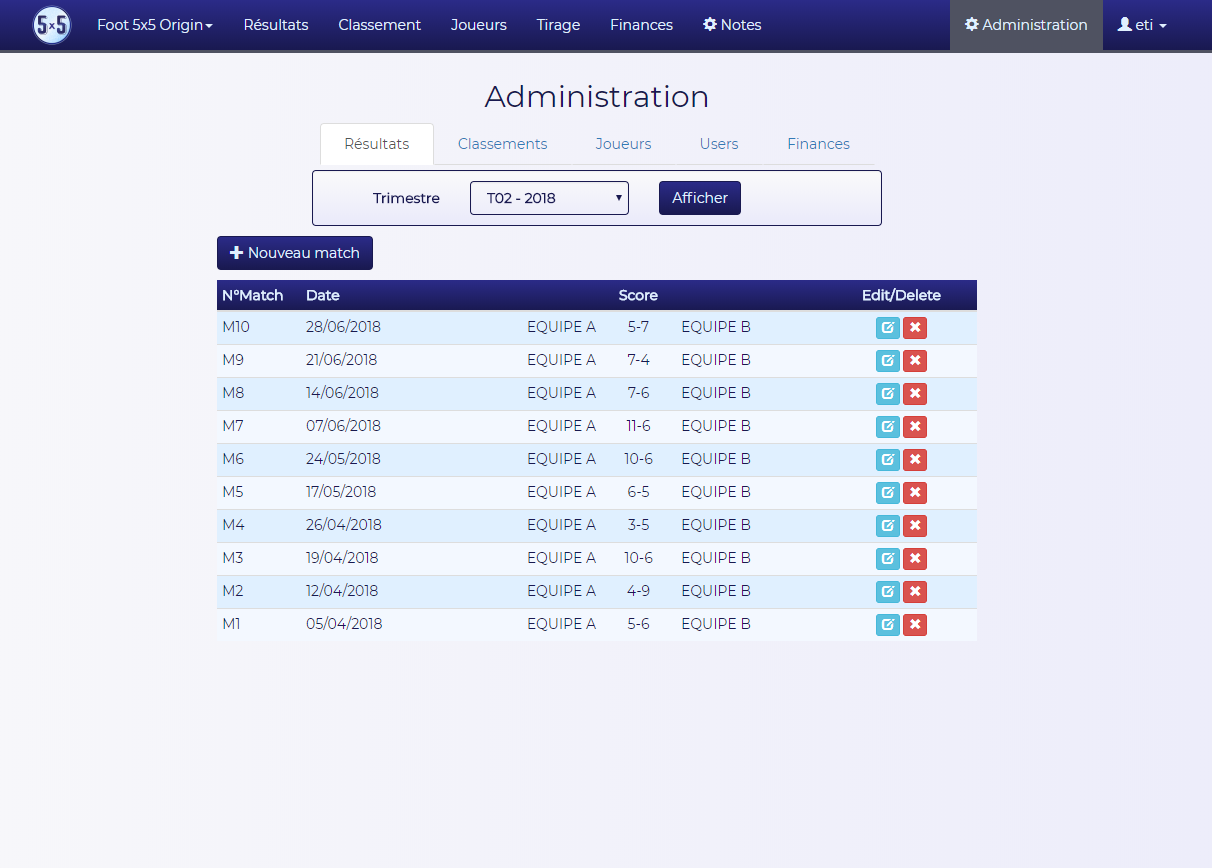 5x5 Foot 5x5 Origin Résultats Classement Joueurs Tirage Finances Notes Administration eti
Administration
Résultats Classements Joueurs Users Finances
Trimestre T02 - 2018 Afficher
Nouveau match
N°Match Date Score Edit/Delete
M10 28/06/2018 EQUIPE A 5-7 EQUIPE B
M9 21/06/2018 EQUIPE A 7-4 EQUIPE B
M8 14/06/2018 EQUIPE A 7-6 EQUIPE B
M7 07/06/2018 EQUIPE A 11-6 EQUIPE B
M6 24/05/2018 EQUIPE A 10-6 EQUIPE B
M5 17/05/2018 EQUIPE A 6-5 EQUIPE B
M4 26/04/2018 EQUIPE A 3-5 EQUIPE B
M3 19/04/2018 EQUIPE A 10-6 EQUIPE B
M2 12/04/2018 EQUIPE A 4-9 EQUIPE B
M1 05/04/2018 EQUIPE A 5-6 EQUIPE B